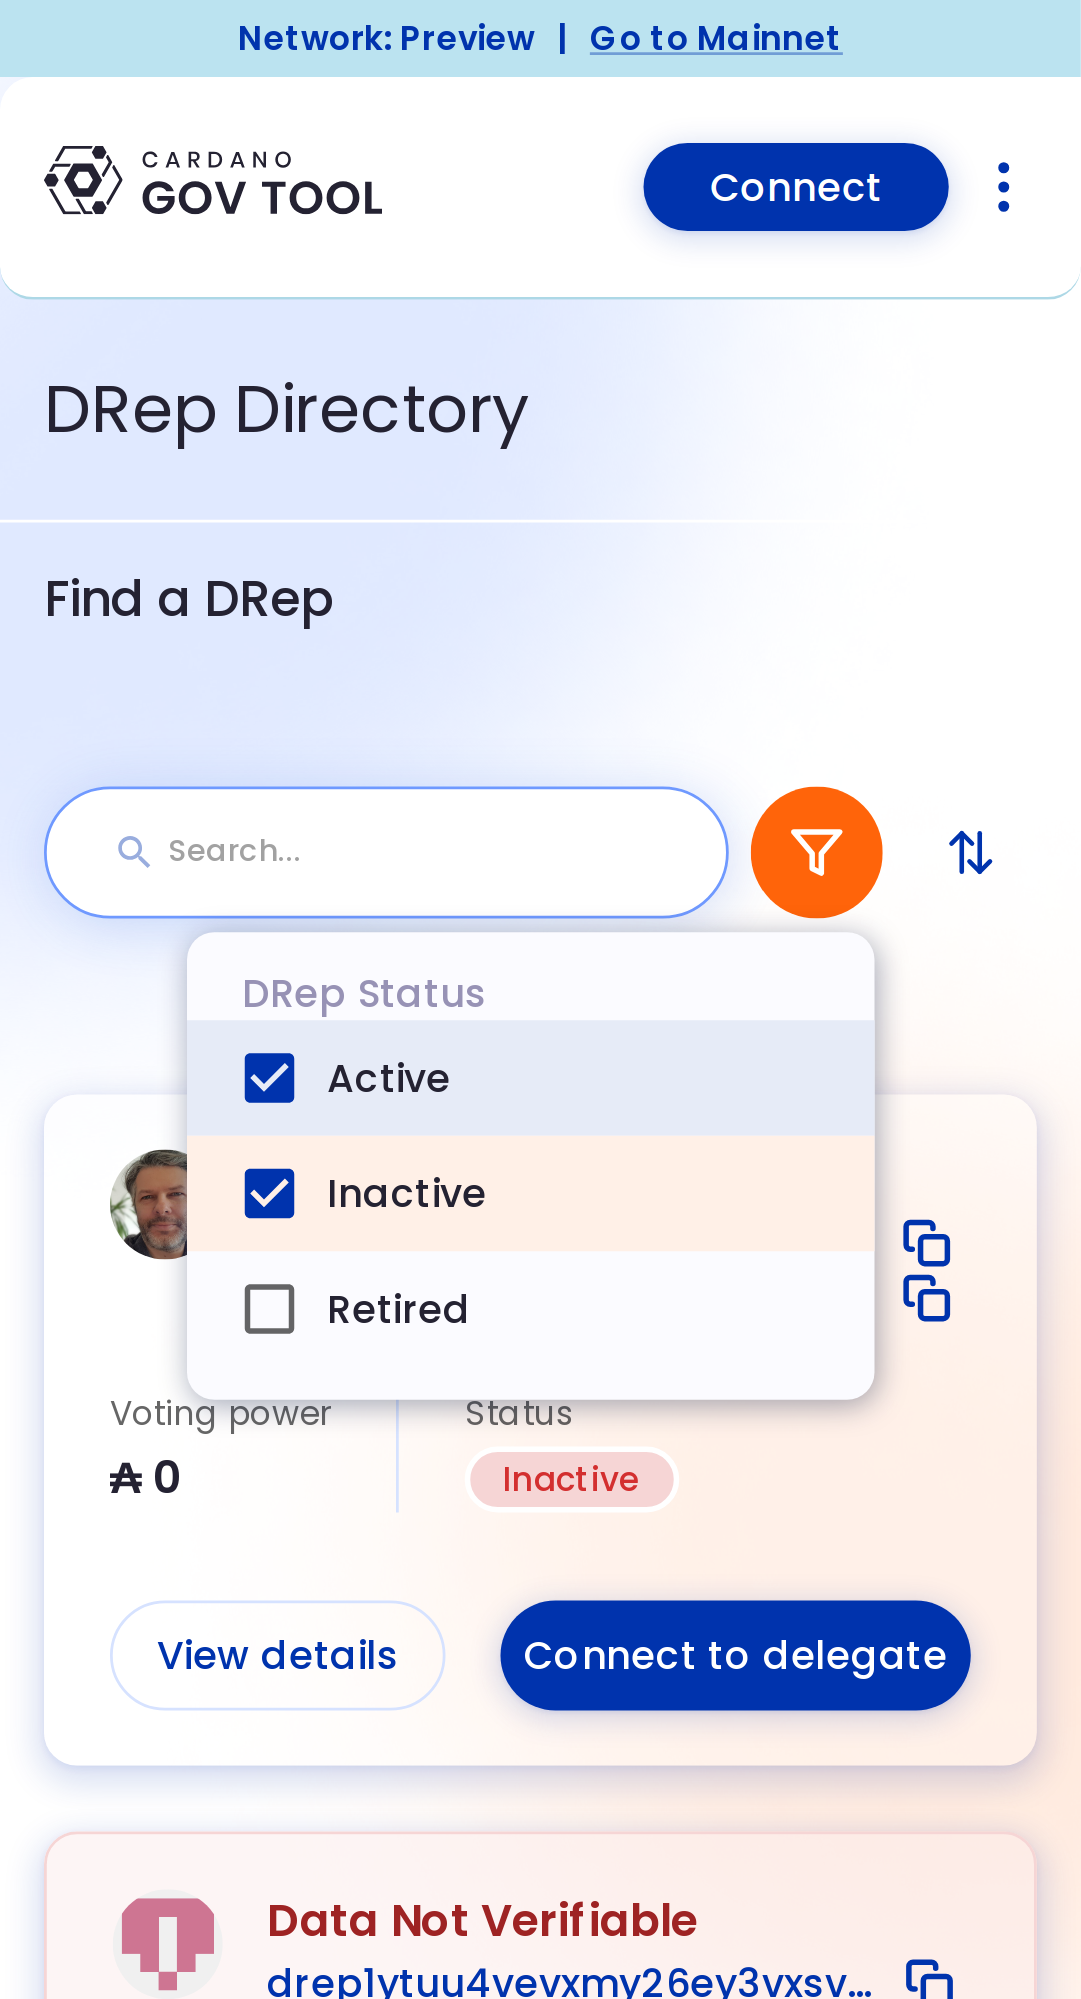 Network: Preview | Go to Mainnet
CARDANO
GOV TOOL
Connect
DRep Directory
Find a DRep
Search...
DRep Status
Active
Inactive
Retired
Voting power
Status
₳ 0
Inactive
View details
Connect to delegate
Data Not Verifiable
drep1ytuu4vevxmy26ey3vxsv...